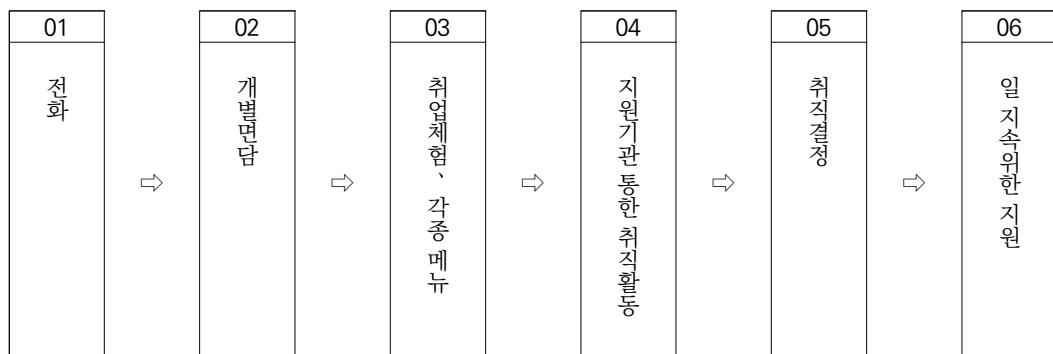 01
전화
⇨
02
개별면담
⇨
03
취업체험、각종 메뉴
⇨
04
지원기관 통한 취직활동
⇨
05
취직결정
⇨
06
일 지속위한 지원